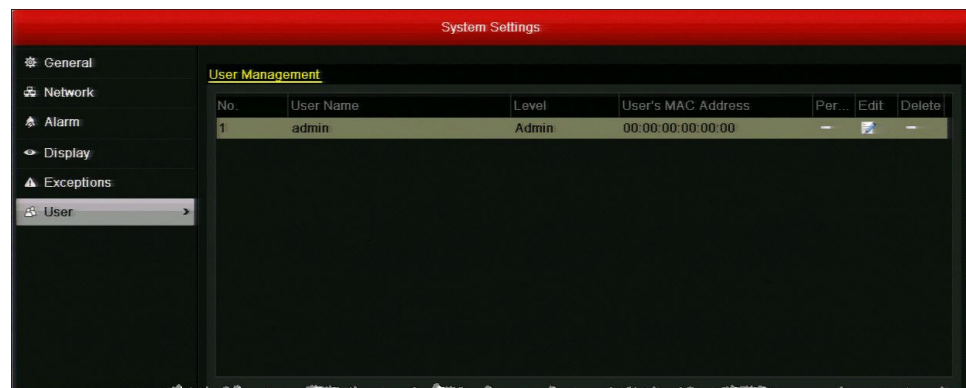 System Settings
General
Network
Alarm
Display
Exceptions
User
User Management
No. User Name Level User's MAC Address Per... Edit Delete
1 admin Admin 00:00:00:00:00:00